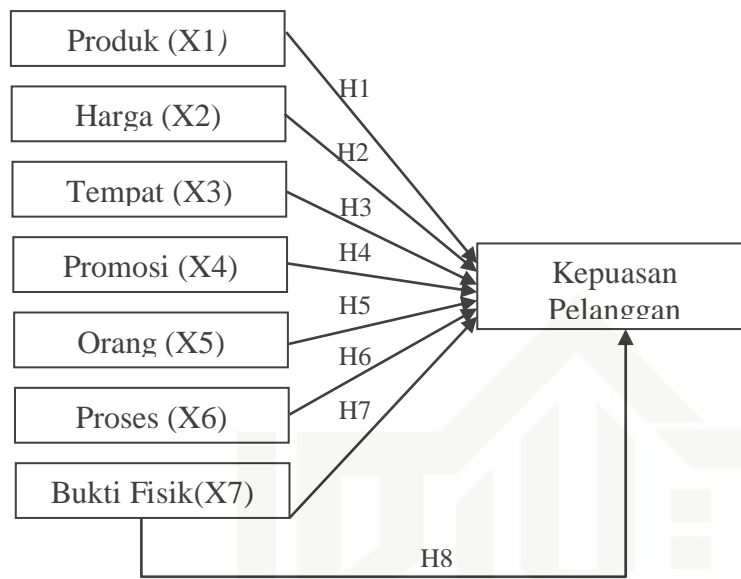 Produk (X1)
H1
Harga (X2)
H2
Tempat (X3)
H3
Promosi (X4)
H4
Kepuasan
Pelanggan
Orang (X5)
H5
Proses (X6)
H6
Bukti Fisik(X7)
H7
H8